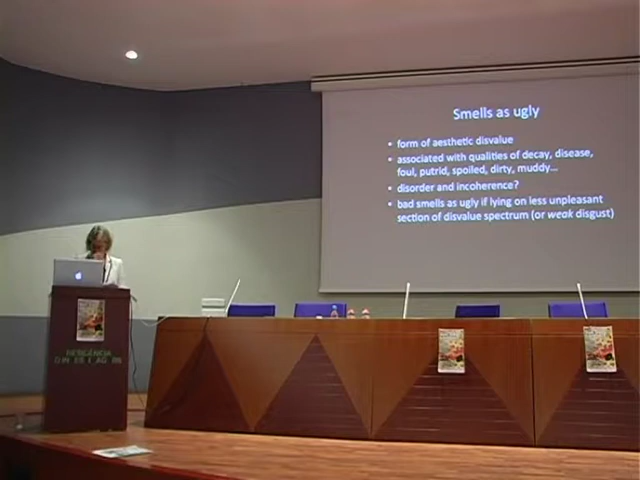 Smells as ugly
• form of aesthetic disvalue
• associated with qualities of decay, disease,
foul, putrid, spoiled, dirty, muddy...
• disorder and incoherence?
• bad smells as ugly if lying on less unpleasant
section of disvalue spectrum (or weak disgust)
RESIDÈNCIA